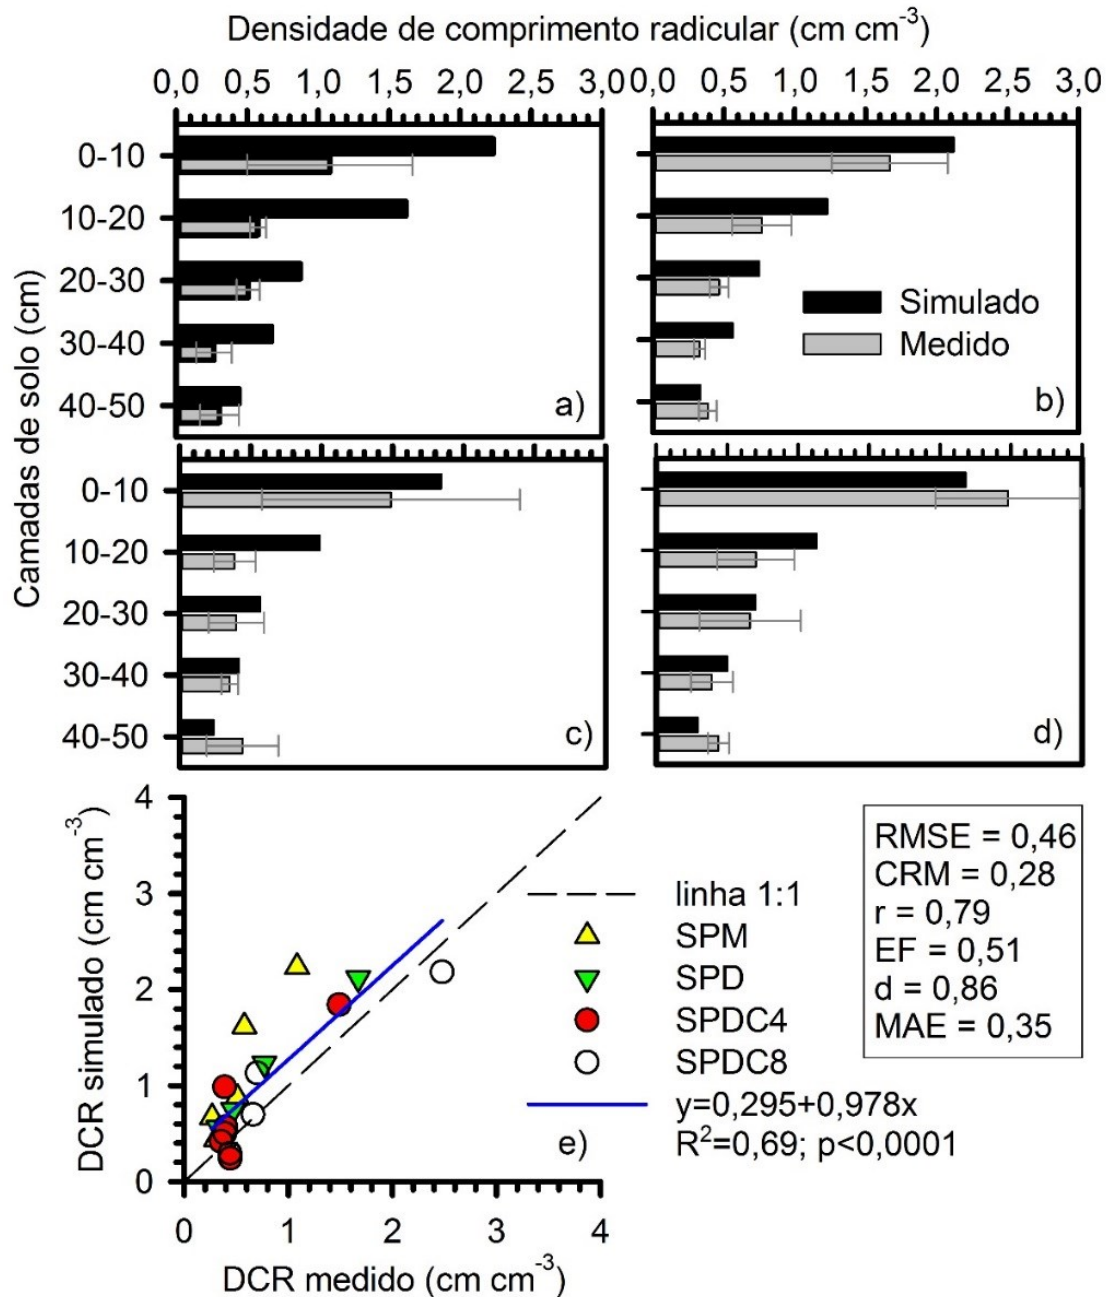 Densidade de comprimento radicular (cm cm⁻³)
0,0 0,5 1,0 1,5 2,0 2,5 3,0
0,0 0,5 1,0 1,5 2,0 2,5 3,0
Camadas de solo (cm)
0-10
10-20
20-30
30-40
40-50
a)
Simulado
Medido
b)
0-10
10-20
20-30
30-40
40-50
c)
d)
DCR simulado (cm cm⁻³)
4
3
2
1
0
0 1 2 3 4
DCR medido (cm cm⁻³)
linha 1:1
SPM
SPD
SPDC4
SPDC8
y=0,295+0,978x
R²=0,69; p<0,0001
e)
RMSE = 0,46
CRM = 0,28
r = 0,79
EF = 0,51
d = 0,86
MAE = 0,35